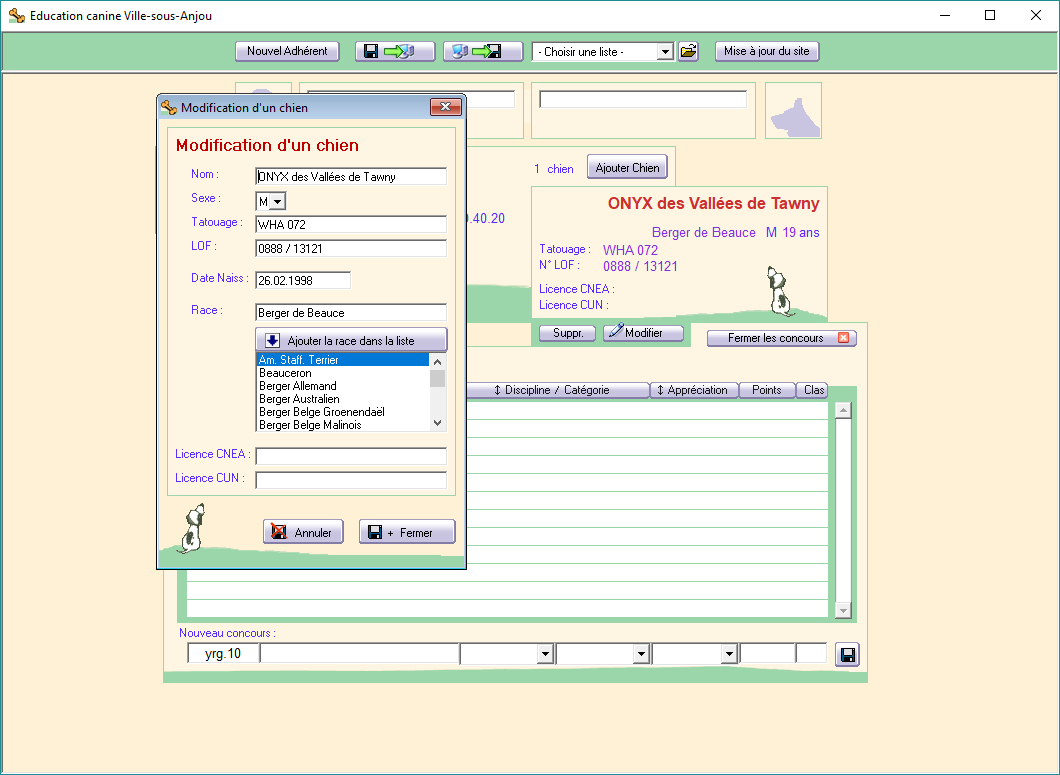 Education canine Ville-sous-Anjou
Nouvel Adhérent
- Choisir une liste -
Mise à jour du site
Modification d'un chien
Modification d'un chien
Nom :
ONYX des Vallées de Tawny
Sexe :
M
Tatouage :
WHA 072
LOF :
0888 / 13121
Date Naiss :
26.02.1998
Race :
Berger de Beauce
Ajouter la race dans la liste
Am. Staff. Terrier
Beauceron
Berger Allemand
Berger Australien
Berger Belge Groenendaël
Berger Belge Malinois
Licence CNEA :
Licence CUN :
Annuler
+ Fermer
1 chien
Ajouter Chien
.40.20
ONYX des Vallées de Tawny
Berger de Beauce M 19 ans
Tatouage : WHA 072
N° LOF : 0888 / 13121
Licence CNEA :
Licence CUN :
Suppr.
Modifier
Fermer les concours
Discipline / Catégorie
Appréciation
Points
Clas
Nouveau concours :
yrg.10